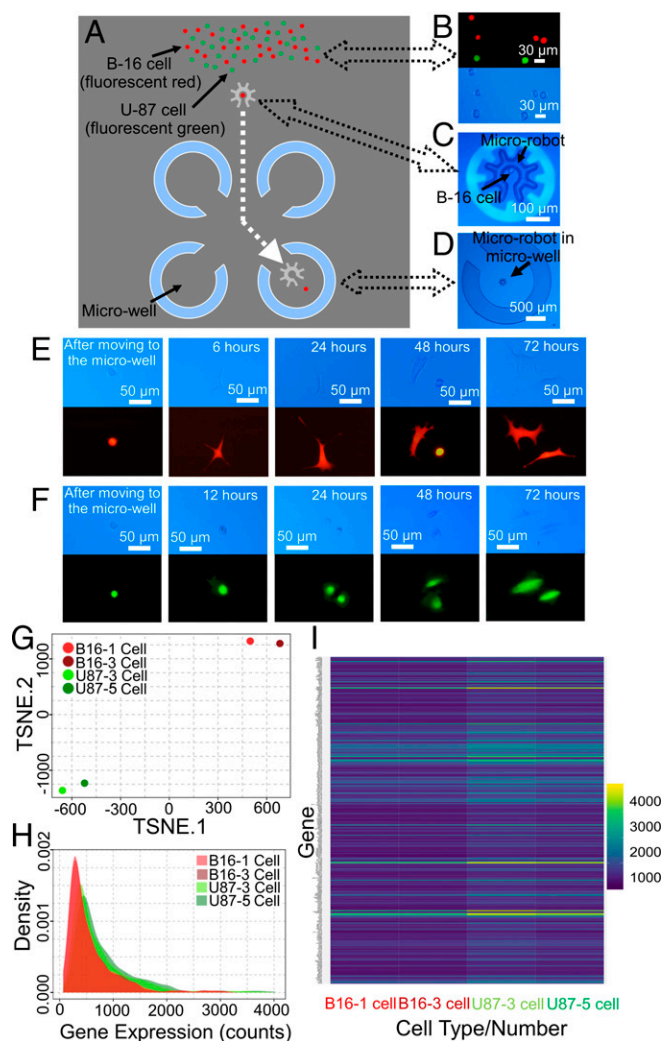 A
B-16 cell
(fluorescent red)
U-87 cell
(fluorescent green)
Micro-well
B
30 µm
30 µm
C
Micro-robot
B-16 cell
100 µm
D
Micro-robot in
micro-well
500 µm
E
After moving to
the micro-well
50 µm
6 hours
50 µm
24 hours
50 µm
48 hours
50 µm
72 hours
50 µm
F
After moving to
the micro-well
50 µm
12 hours
50 µm
24 hours
50 µm
48 hours
50 µm
72 hours
50 µm
G
B16-1 Cell
B16-3 Cell
U87-3 Cell
U87-5 Cell
TSNE.2
1000
0
-1000
-600
-300
0
300
600
TSNE.1
H
B16-1 Cell
B16-3 Cell
U87-3 Cell
U87-5 Cell
Density
0.002
0.001
0.000
0
1000
2000
3000
4000
Gene Expression (counts)
I
Gene
4000
3000
2000
1000
B16-1 cell
B16-3 cell
U87-3 cell
U87-5 cell
Cell Type/Number